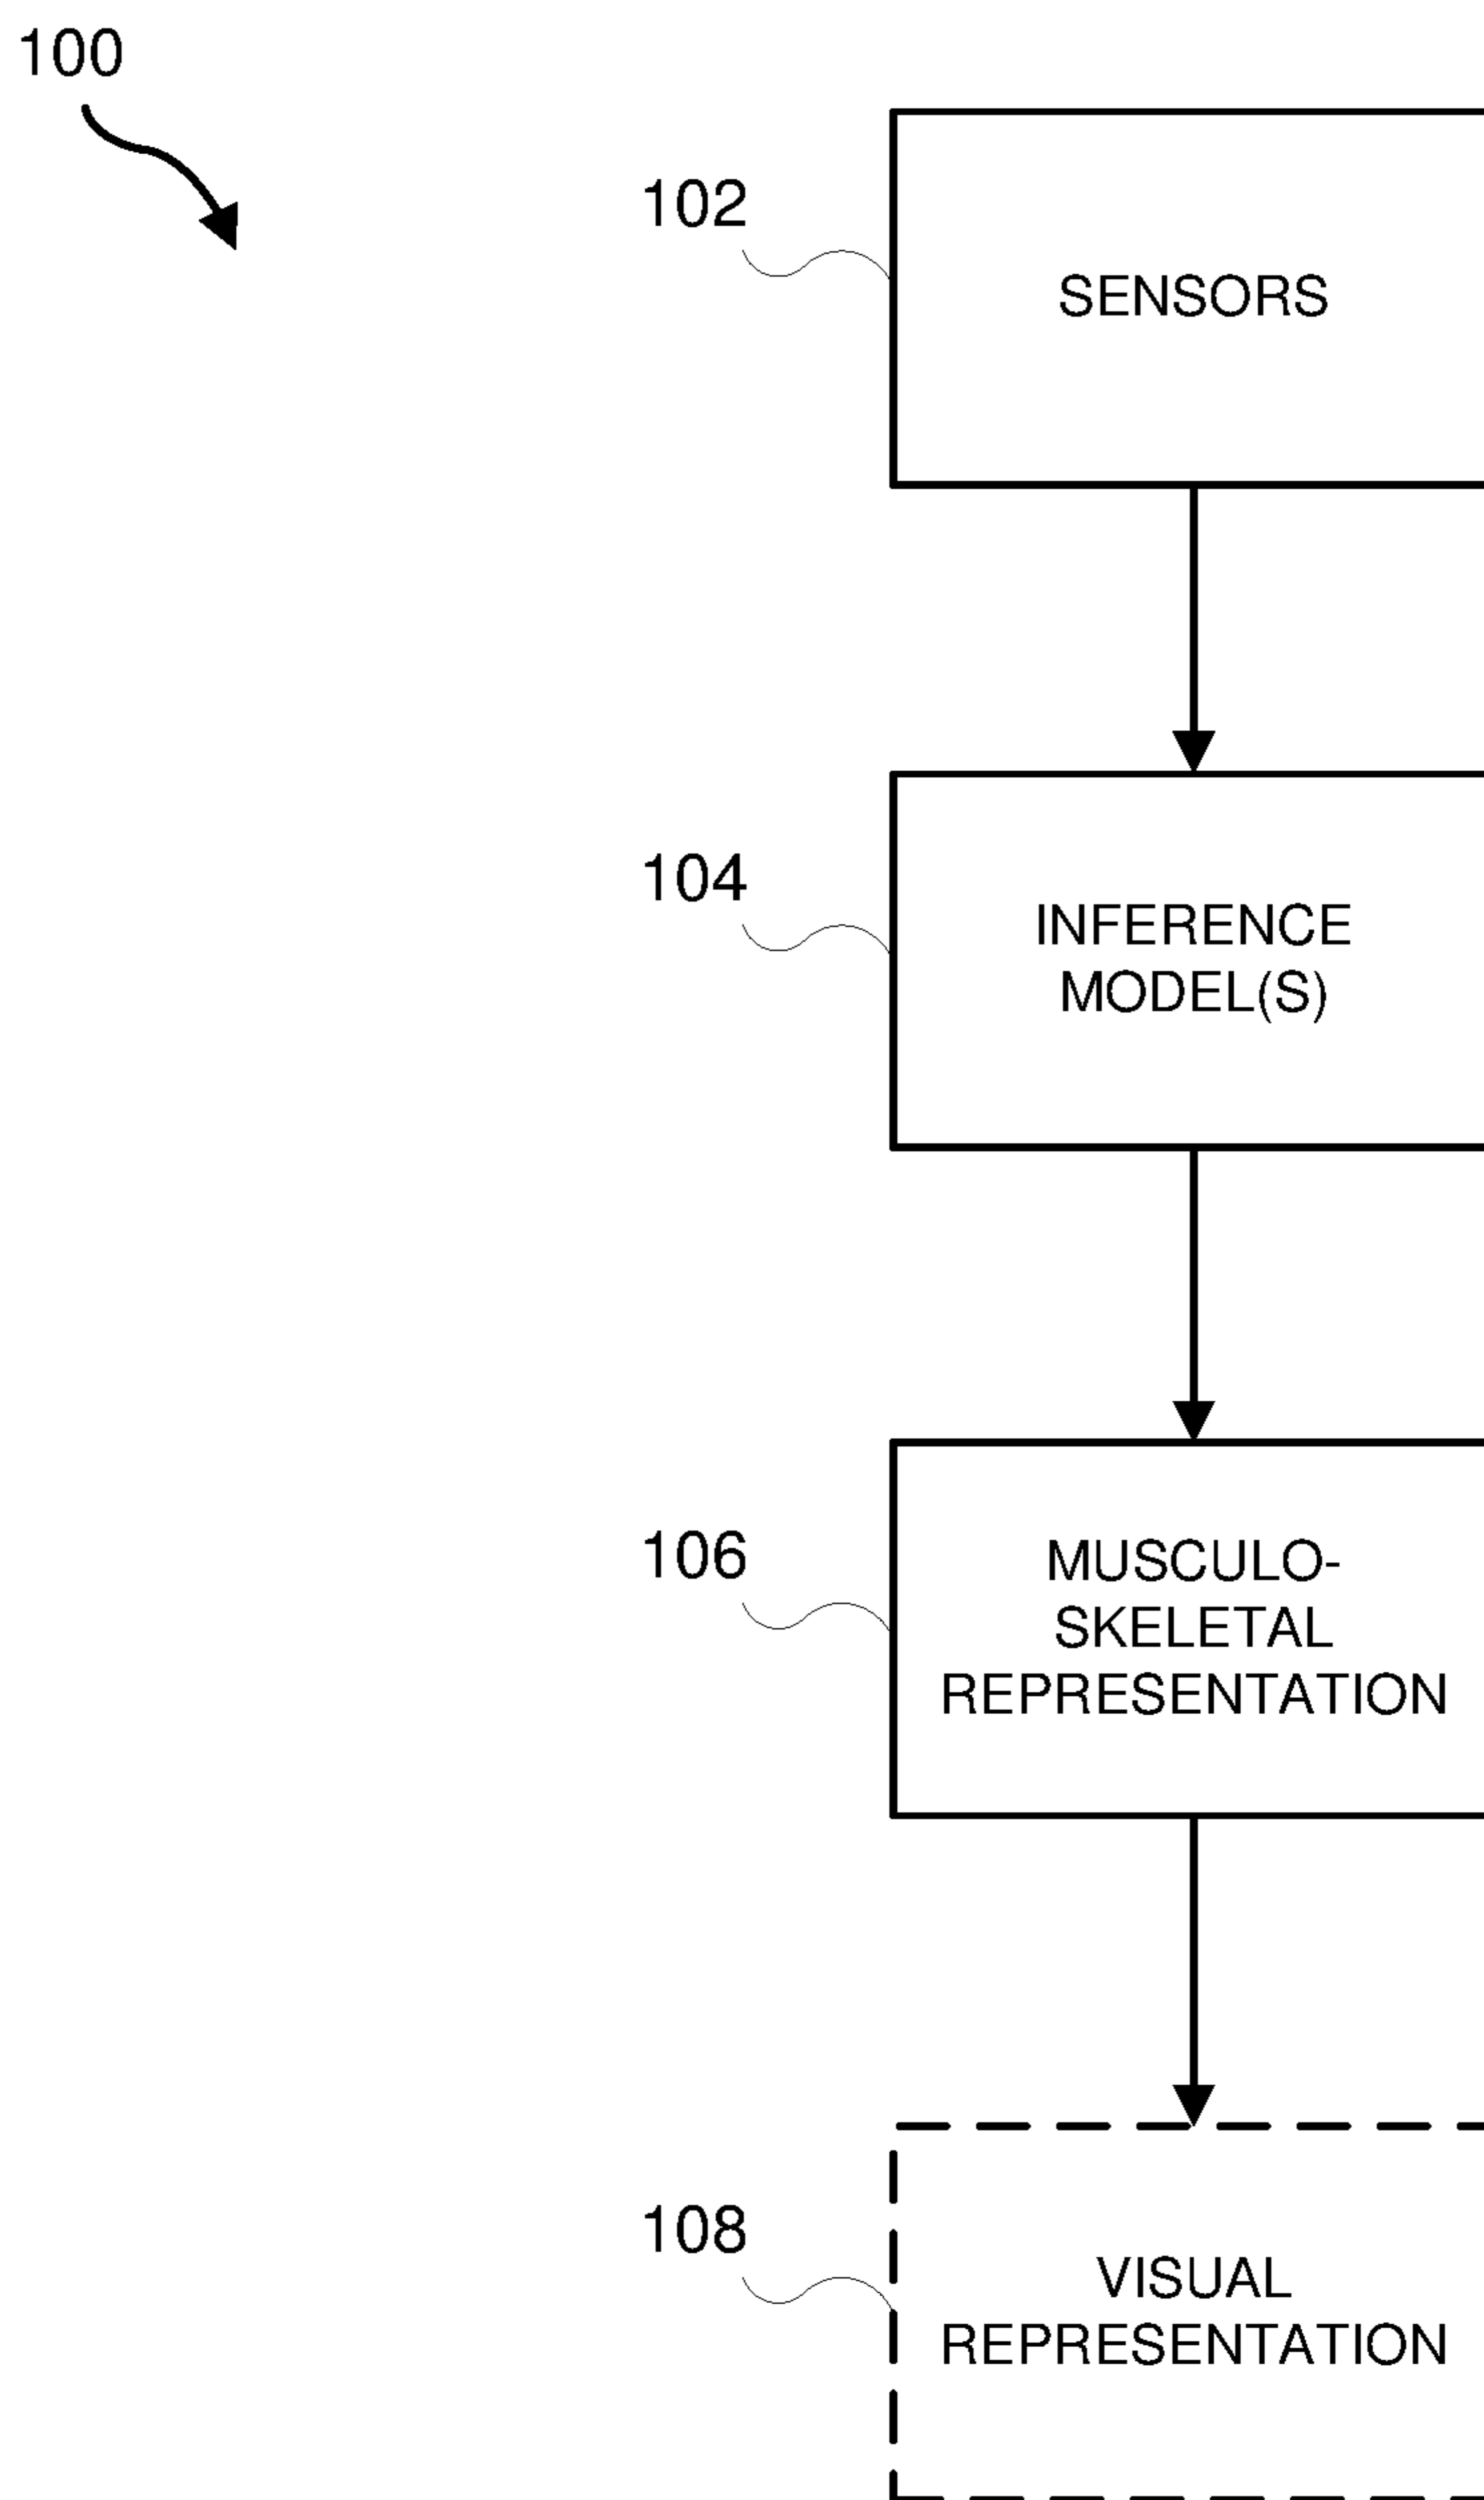 100
102
SENSORS
104
INFERENCE
MODEL(S)
106
MUSCULO-
SKELETAL
REPRESENTATION
108
VISUAL
REPRESENTATION